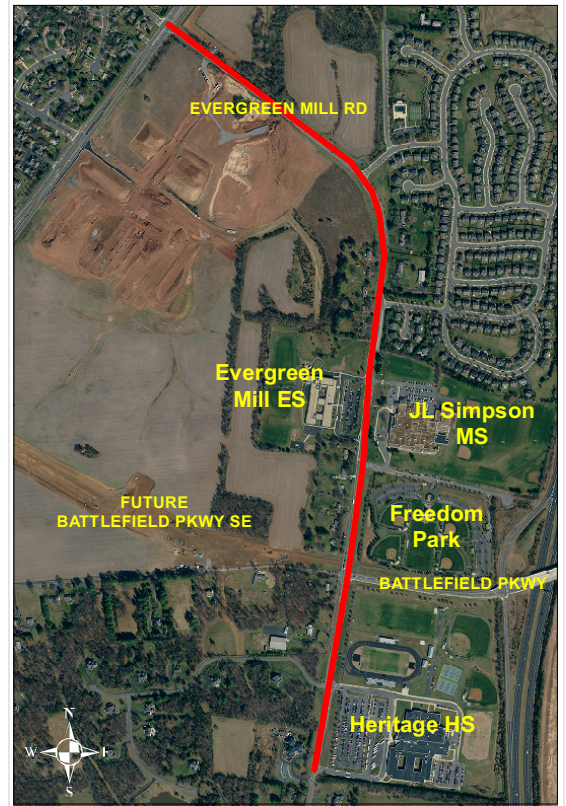 EVERGREEN MILL RD
Evergreen
Mill ES
JL Simpson
MS
FUTURE
BATTLEFIELD PKWY SE
Freedom
Park
BATTLEFIELD PKWY
Heritage HS
N
W
E
S